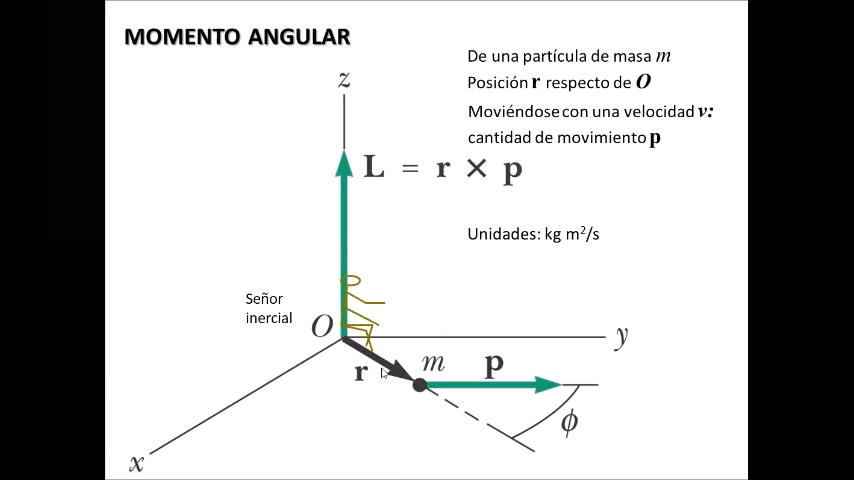 MOMENTO ANGULAR
De una partícula de masa m
Posición r respecto de O
Moviéndose con una velocidad v:
cantidad de movimiento p
z
L = r × p
Unidades: kg m²/s
Señor
inercial
O
y
r
m
p
ϕ
x